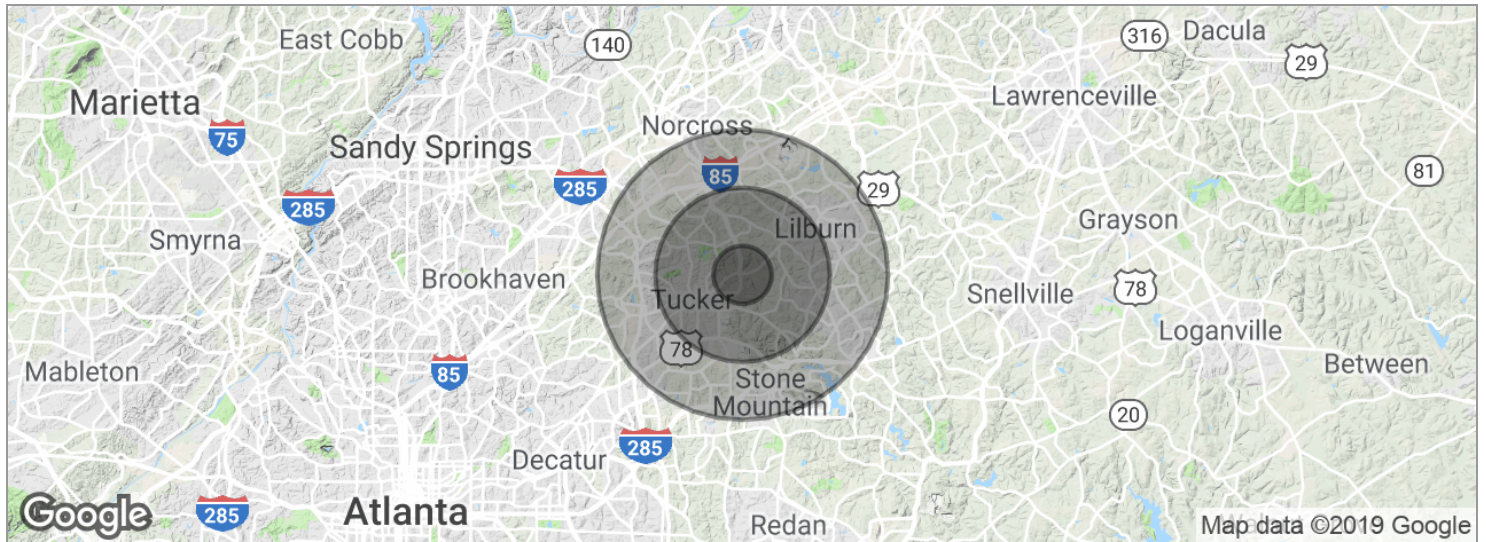 East Cobb
140
316
Dacula
29
Marietta
Lawrenceville
75
Norcross
Sandy Springs
85
285
29
81
285
Grayson
Lilburn
Smyrna
Brookhaven
78
Snellville
Tucker
Loganville
78
Between
Mableton
85
Stone
Mountain
20
285
Decatur
Google
285
Atlanta
Redan
Map data ©2019 Google